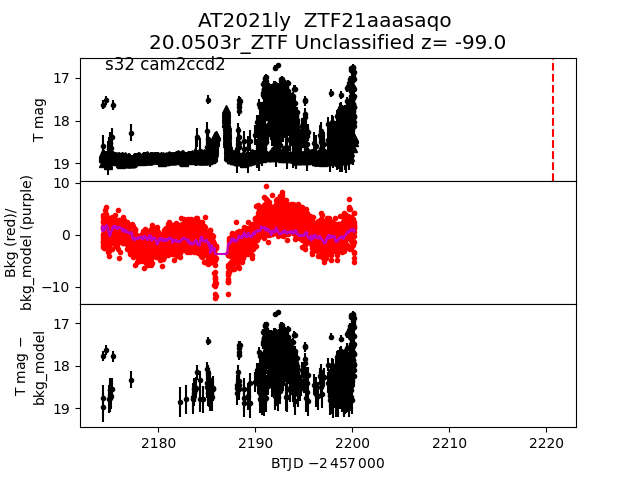 AT2021ly  ZTF21aaasaqo
20.0503r_ZTF Unclassified z= -99.0
s32 cam2ccd2
17
18
19
T mag
10
0
−10
Bkg (red)/
bkg_model (purple)
17
18
19
T mag −
bkg_model
2180
2190
2200
2210
2220
BTJD −2 457 000